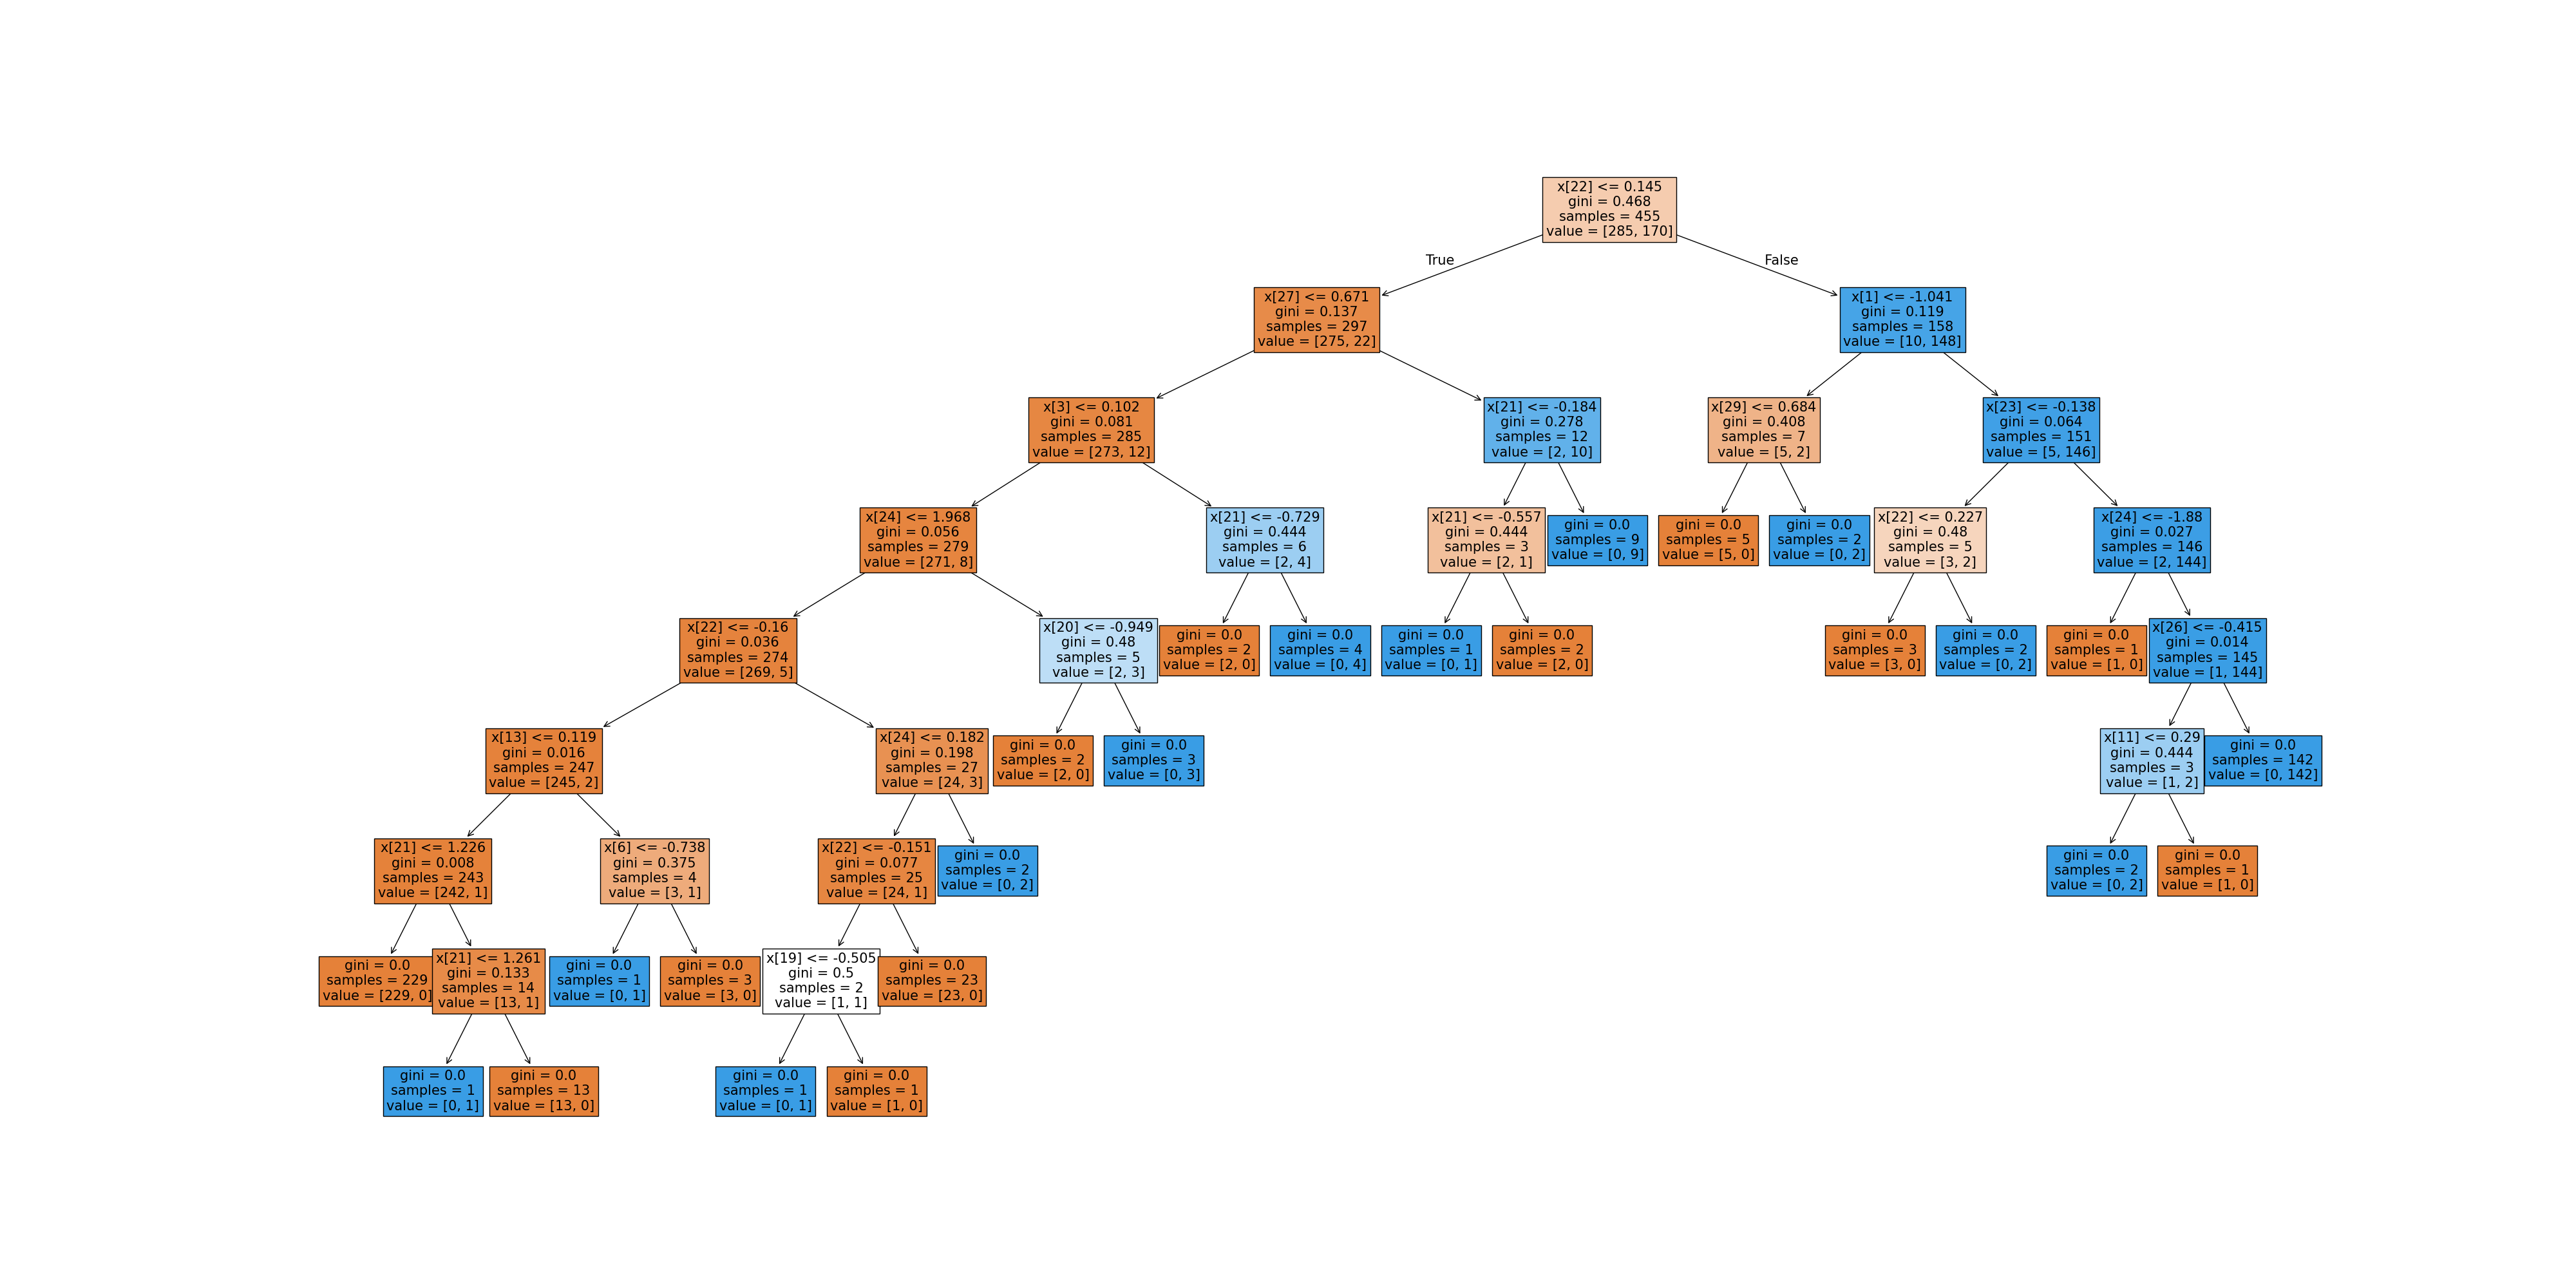 x[22] <= 0.145
gini = 0.468
samples = 455
value = [285, 170]
True
False
x[27] <= 0.671
gini = 0.137
samples = 297
value = [275, 22]
x[1] <= -1.041
gini = 0.119
samples = 158
value = [10, 148]
x[3] <= 0.102
gini = 0.081
samples = 285
value = [273, 12]
x[21] <= -0.184
gini = 0.278
samples = 12
value = [2, 10]
x[29] <= 0.684
gini = 0.408
samples = 7
value = [5, 2]
x[23] <= -0.138
gini = 0.064
samples = 151
value = [5, 146]
x[24] <= 1.968
gini = 0.056
samples = 279
value = [271, 8]
x[21] <= -0.729
gini = 0.444
samples = 6
value = [2, 4]
x[21] <= -0.557
gini = 0.444
samples = 3
value = [2, 1]
gini = 0.0
samples = 9
value = [0, 9]
gini = 0.0
samples = 5
value = [5, 0]
gini = 0.0
samples = 2
value = [0, 2]
x[22] <= 0.227
gini = 0.48
samples = 5
value = [3, 2]
x[24] <= -1.88
gini = 0.027
samples = 146
value = [2, 144]
x[22] <= -0.16
gini = 0.036
samples = 274
value = [269, 5]
x[20] <= -0.949
gini = 0.48
samples = 5
value = [2, 3]
gini = 0.0
samples = 2
value = [2, 0]
gini = 0.0
samples = 4
value = [0, 4]
gini = 0.0
samples = 1
value = [0, 1]
gini = 0.0
samples = 2
value = [2, 0]
gini = 0.0
samples = 3
value = [3, 0]
gini = 0.0
samples = 2
value = [0, 2]
gini = 0.0
samples = 1
value = [1, 0]
x[26] <= -0.415
gini = 0.014
samples = 145
value = [1, 144]
x[13] <= 0.119
gini = 0.016
samples = 247
value = [245, 2]
x[24] <= 0.182
gini = 0.198
samples = 27
value = [24, 3]
gini = 0.0
samples = 2
value = [2, 0]
gini = 0.0
samples = 3
value = [0, 3]
x[11] <= 0.29
gini = 0.444
samples = 3
value = [1, 2]
gini = 0.0
samples = 142
value = [0, 142]
x[21] <= 1.226
gini = 0.008
samples = 243
value = [242, 1]
x[6] <= -0.738
gini = 0.375
samples = 4
value = [3, 1]
x[22] <= -0.151
gini = 0.077
samples = 25
value = [24, 1]
gini = 0.0
samples = 2
value = [0, 2]
gini = 0.0
samples = 2
value = [0, 2]
gini = 0.0
samples = 1
value = [1, 0]
gini = 0.0
samples = 229
value = [229, 0]
x[21] <= 1.261
gini = 0.133
samples = 14
value = [13, 1]
gini = 0.0
samples = 1
value = [0, 1]
gini = 0.0
samples = 3
value = [3, 0]
x[19] <= -0.505
gini = 0.5
samples = 2
value = [1, 1]
gini = 0.0
samples = 23
value = [23, 0]
gini = 0.0
samples = 1
value = [0, 1]
gini = 0.0
samples = 13
value = [13, 0]
gini = 0.0
samples = 1
value = [0, 1]
gini = 0.0
samples = 1
value = [1, 0]